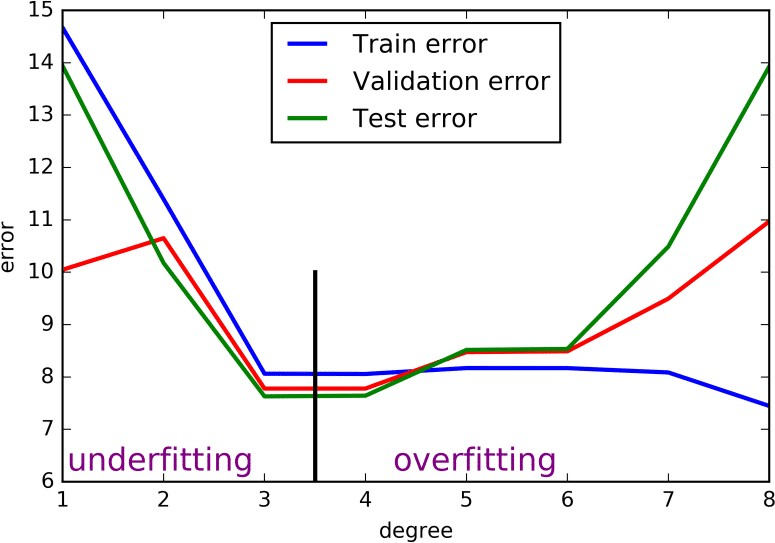 15
14
13
12
11
10
9
8
7
6
error
Train error
Validation error
Test error
underfitting
overfitting
1 2 3 4 5 6 7 8
degree